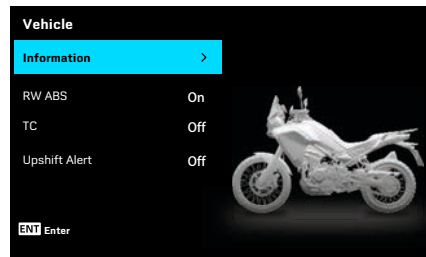 Vehicle
Information >
RW ABS On
TC Off
Upshift Alert Off
ENT Enter